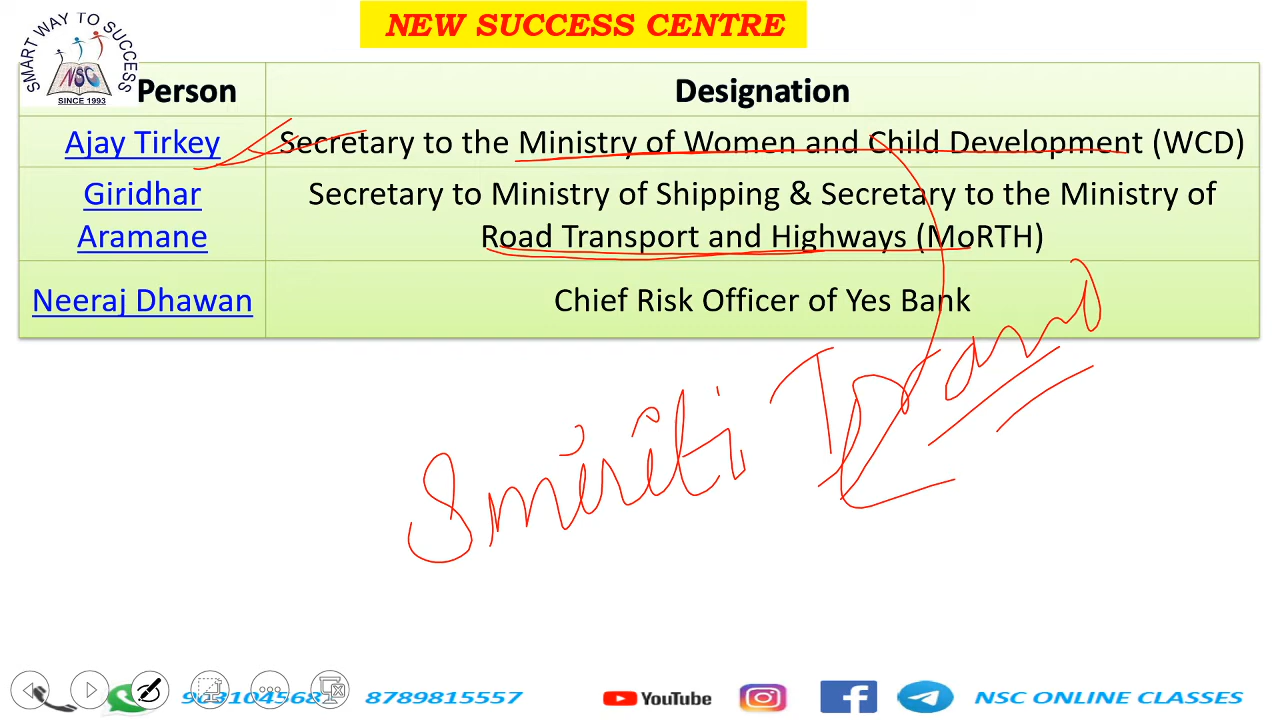 NEW SUCCESS CENTRE
SMART WAY TO SUCCESS
NSC
SINCE 1993
Person Designation
Ajay Tirkey Secretary to the Ministry of Women and Child Development (WCD)
Giridhar Aramane Secretary to Ministry of Shipping & Secretary to the Ministry of
Road Transport and Highways (MoRTH)
Neeraj Dhawan Chief Risk Officer of Yes Bank
Smiriti Irani
8789815557 YouTube NSC ONLINE CLASSES